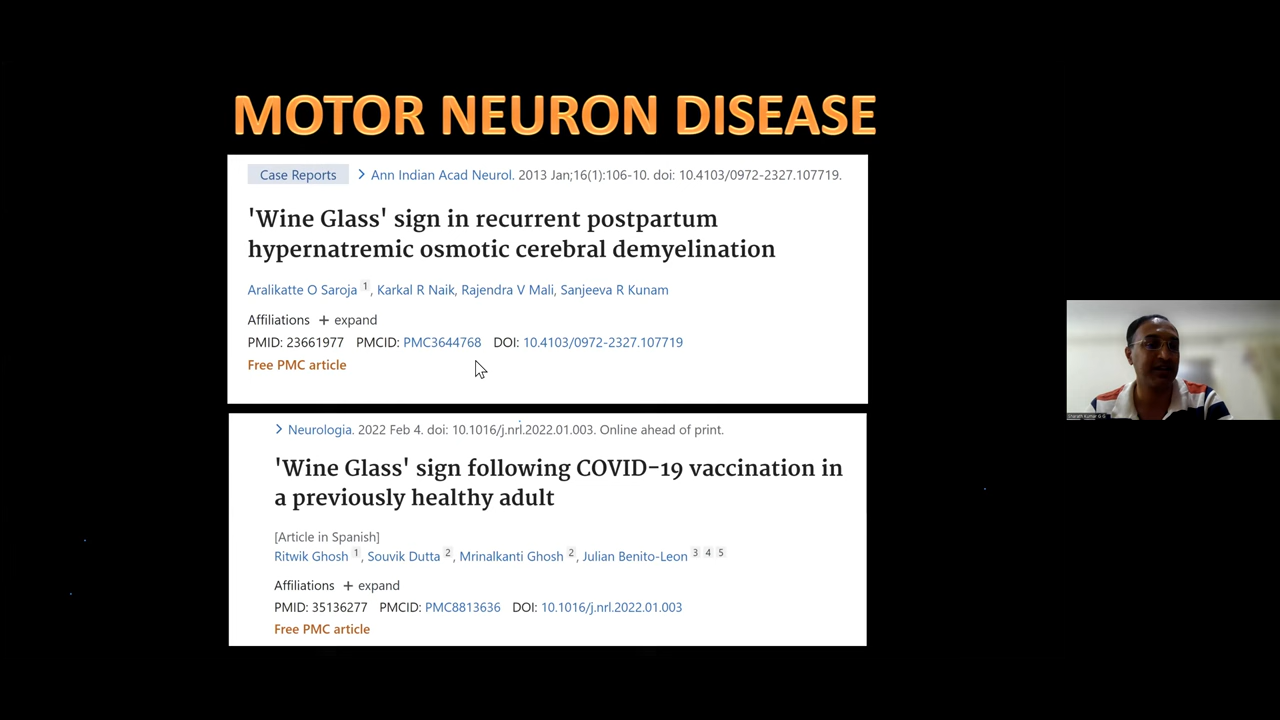 MOTOR NEURON DISEASE
Case Reports > Ann Indian Acad Neurol. 2013 Jan;16(1):106-10. doi: 10.4103/0972-2327.107719.
'Wine Glass' sign in recurrent postpartum
hypernatremic osmotic cerebral demyelination
Aralikatte O Saroja 1, Karkal R Naik, Rajendra V Mali, Sanjeeva R Kunam
Affiliations + expand
PMID: 23661977 PMCID: PMC3644768 DOI: 10.4103/0972-2327.107719
Free PMC article
> Neurologia. 2022 Feb 4. doi: 10.1016/j.nrl.2022.01.003. Online ahead of print.
'Wine Glass' sign following COVID-19 vaccination in
a previously healthy adult
[Article in Spanish]
Ritwik Ghosh 1, Souvik Dutta 2, Mrinalkanti Ghosh 2, Julian Benito-Leon 3 4 5
Affiliations + expand
PMID: 35136277 PMCID: PMC8813636 DOI: 10.1016/j.nrl.2022.01.003
Free PMC article
Sharath Kumar G G